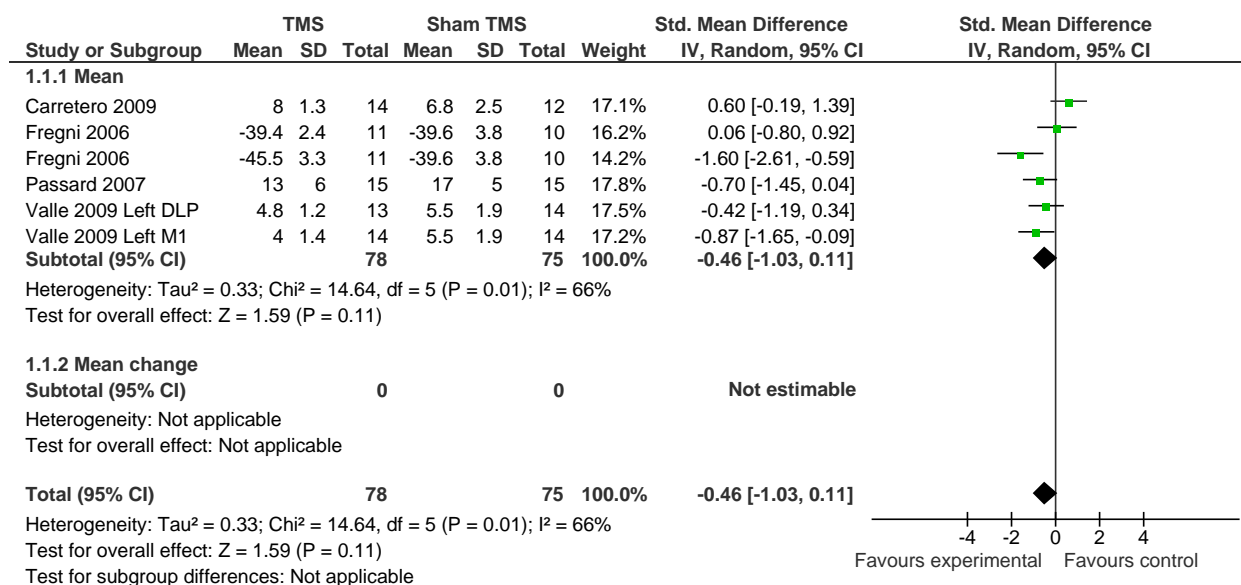 TMS Sham TMS Std. Mean Difference Std. Mean Difference
Study or Subgroup Mean SD Total Mean SD Total Weight IV, Random, 95% CI IV, Random, 95% CI
1.1.1 Mean
Carretero 2009 8 1.3 14 6.8 2.5 12 17.1% 0.60 [-0.19, 1.39]
Fregni 2006 -39.4 2.4 11 -39.6 3.8 10 16.2% 0.06 [-0.80, 0.92]
Fregni 2006 -45.5 3.3 11 -39.6 3.8 10 14.2% -1.60 [-2.61, -0.59]
Passard 2007 13 6 15 17 5 15 17.8% -0.70 [-1.45, 0.04]
Valle 2009 Left DLP 4.8 1.2 13 5.5 1.9 14 17.5% -0.42 [-1.19, 0.34]
Valle 2009 Left M1 4 1.4 14 5.5 1.9 14 17.2% -0.87 [-1.65, -0.09]
Subtotal (95% CI) 78 75 100.0% -0.46 [-1.03, 0.11]
Heterogeneity: Tau² = 0.33; Chi² = 14.64, df = 5 (P = 0.01); I² = 66%
Test for overall effect: Z = 1.59 (P = 0.11)
1.1.2 Mean change
Subtotal (95% CI) 0 0 Not estimable
Heterogeneity: Not applicable
Test for overall effect: Not applicable
Total (95% CI) 78 75 100.0% -0.46 [-1.03, 0.11]
Heterogeneity: Tau² = 0.33; Chi² = 14.64, df = 5 (P = 0.01); I² = 66%
Test for overall effect: Z = 1.59 (P = 0.11)
Test for subgroup differences: Not applicable
-4 -2 0 2 4
Favours experimental Favours control